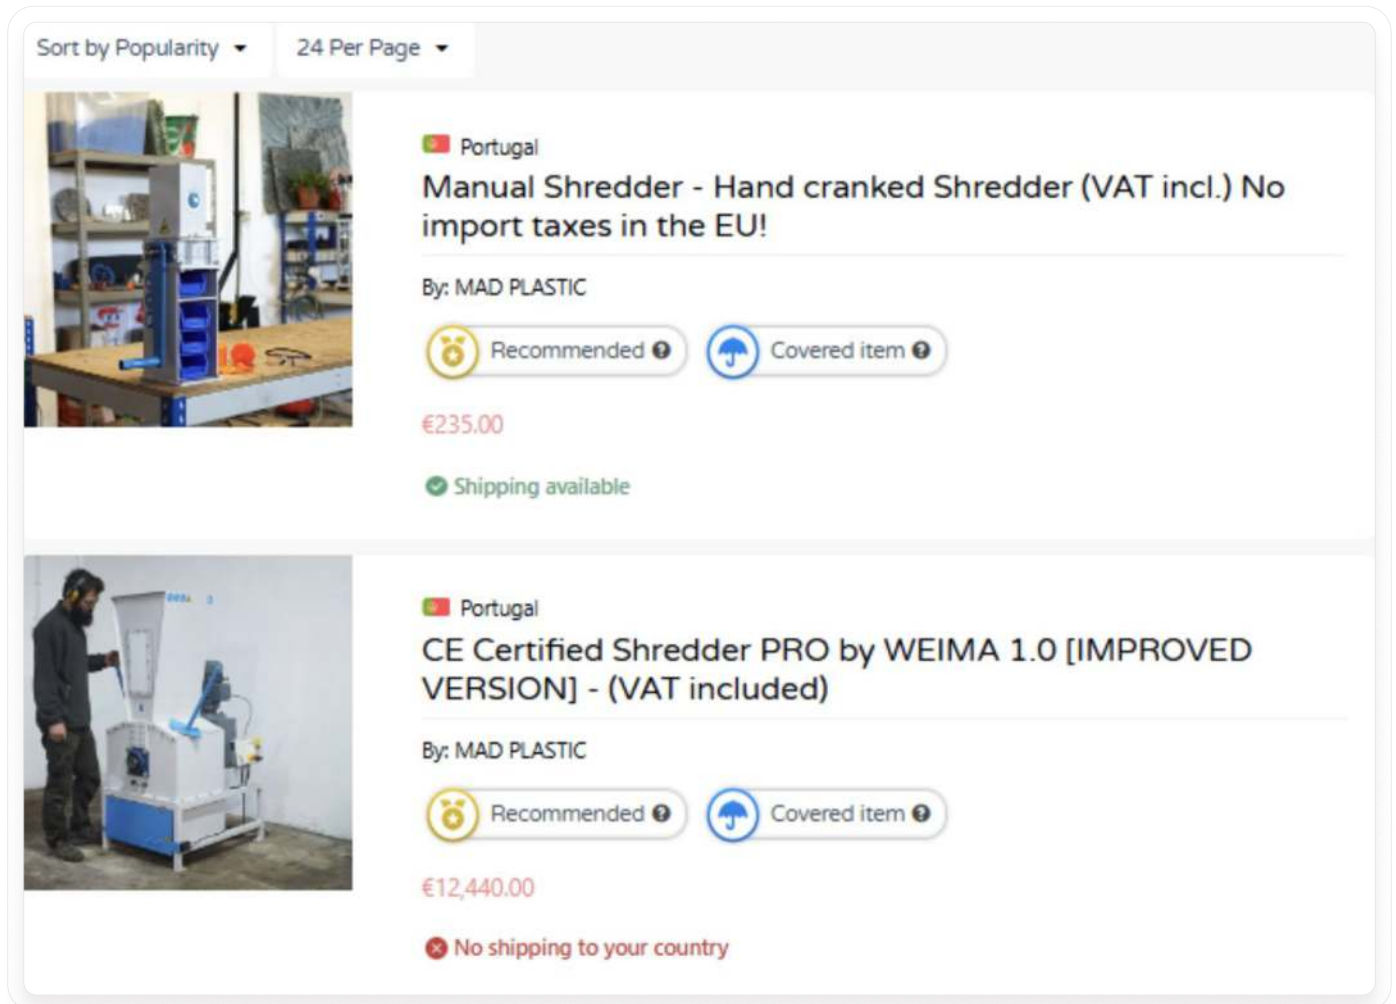 Sort by Popularity
24 Per Page
Portugal
Manual Shredder - Hand cranked Shredder (VAT incl.) No
import taxes in the EU!
By: MAD PLASTIC
Recommended
Covered item
€235.00
Shipping available
Portugal
CE Certified Shredder PRO by WEIMA 1.0 [IMPROVED
VERSION] - (VAT included)
By: MAD PLASTIC
Recommended
Covered item
€12,440.00
No shipping to your country